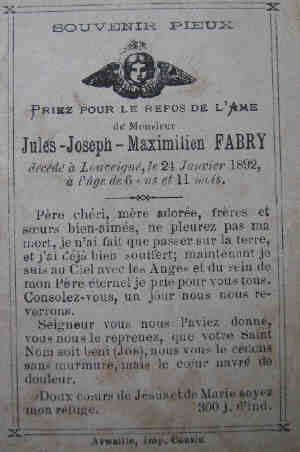 SOUVENIR PIEUX
PRIEZ POUR LE REFOS DE L'AME
de Monsieur
Jules-Joseph-Maximilien FABRY
décédé à Louveigné, le 24 Janvier 1892,
à l'âge de 6 ans et 11 mois.
Père chéri, mère adorée, frères et
sœurs bien-aimés, ne pleurez pas ma
mort, je n'ai fait que passer sur la terre,
et j'ai déjà bien souffert; maintenant je
suis au Ciel avec les Anges et du sein de
mon Père éternel je prie pour vous tous.
Consolez-vous, un jour nous nous re-
verrons.
Seigneur vous nous l'aviez donné,
vous nous le reprenez, que votre Saint
Nom soit béni (Job), nous vous le cédons
sans murmure, mais le cœur navré de
douleur.
Doux cœurs de Jésus et de Marie soyez
mon refuge. 300 j. d'ind.
Aywaille, imp.